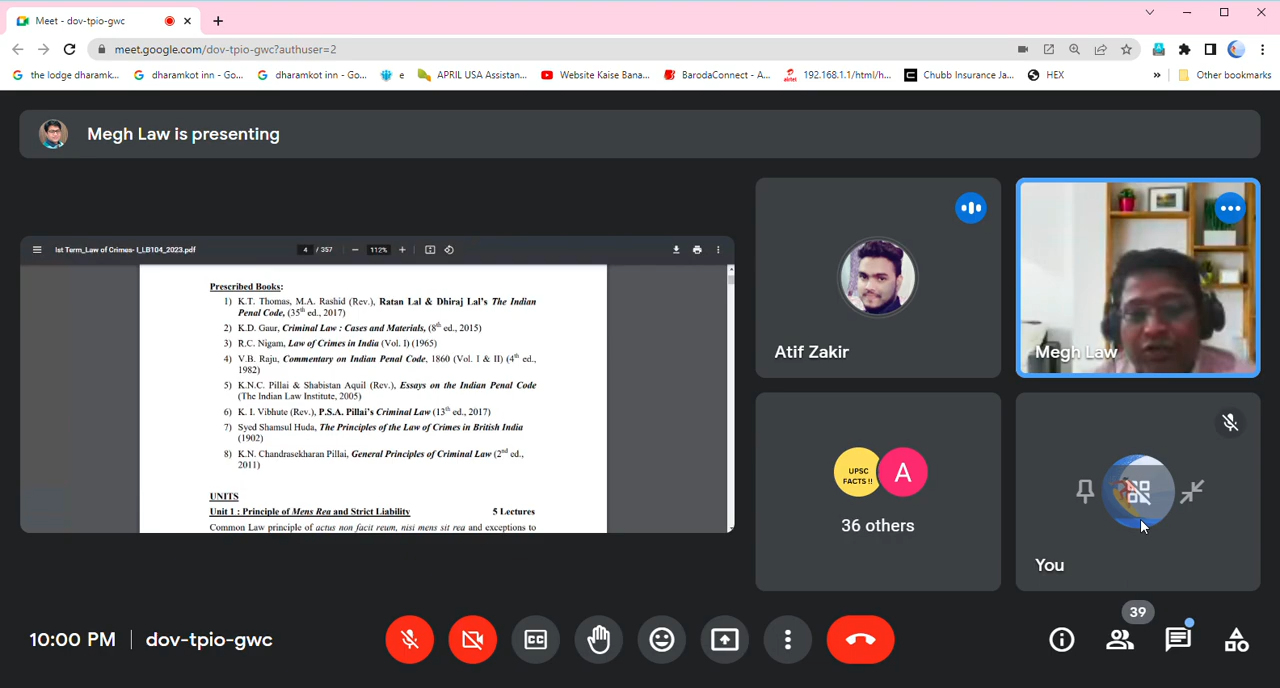 Meet - dov-tpio-gwc
meet.google.com/dov-tpio-gwc?authuser=2
the lodge dharamk... dharamkot inn - Go... dharamkot inn - Go... e APRIL USA Assistan... Website Kaise Bana... BarodaConnect - A... airtel 192.168.1.1/html/h... Chubb Insurance Ja... HEX » Other bookmarks
Megh Law is presenting
Ist Term_Law of Crimes- I_LB104_2023.pdf 4 / 357 112%
Prescribed Books:
1) K.T. Thomas, M.A. Rashid (Rev.), Ratan Lal & Dhiraj Lal's The Indian
Penal Code, (35th ed., 2017)
2) K.D. Gaur, Criminal Law : Cases and Materials, (8th ed., 2015)
3) R.C. Nigam, Law of Crimes in India (Vol. I) (1965)
4) V.B. Raju, Commentary on Indian Penal Code, 1860 (Vol. I & II) (4th ed.,
1982)
5) K.N.C. Pillai & Shabistan Aquil (Rev.), Essays on the Indian Penal Code
(The Indian Law Institute, 2005)
6) K. I. Vibhute (Rev.), P.S.A. Pillai's Criminal Law (13th ed., 2017)
7) Syed Shamsul Huda, The Principles of the Law of Crimes in British India
(1902)
8) K.N. Chandrasekharan Pillai, General Principles of Criminal Law (2nd ed.,
2011)
UNITS
Unit 1 : Principle of Mens Rea and Strict Liability 5 Lectures
Common Law principle of actus non facit reum, nisi mens sit rea and exceptions to
Atif Zakir
Megh Law
UPSC
FACTS !!
A
36 others
You
10:00 PM dov-tpio-gwc
CC
39